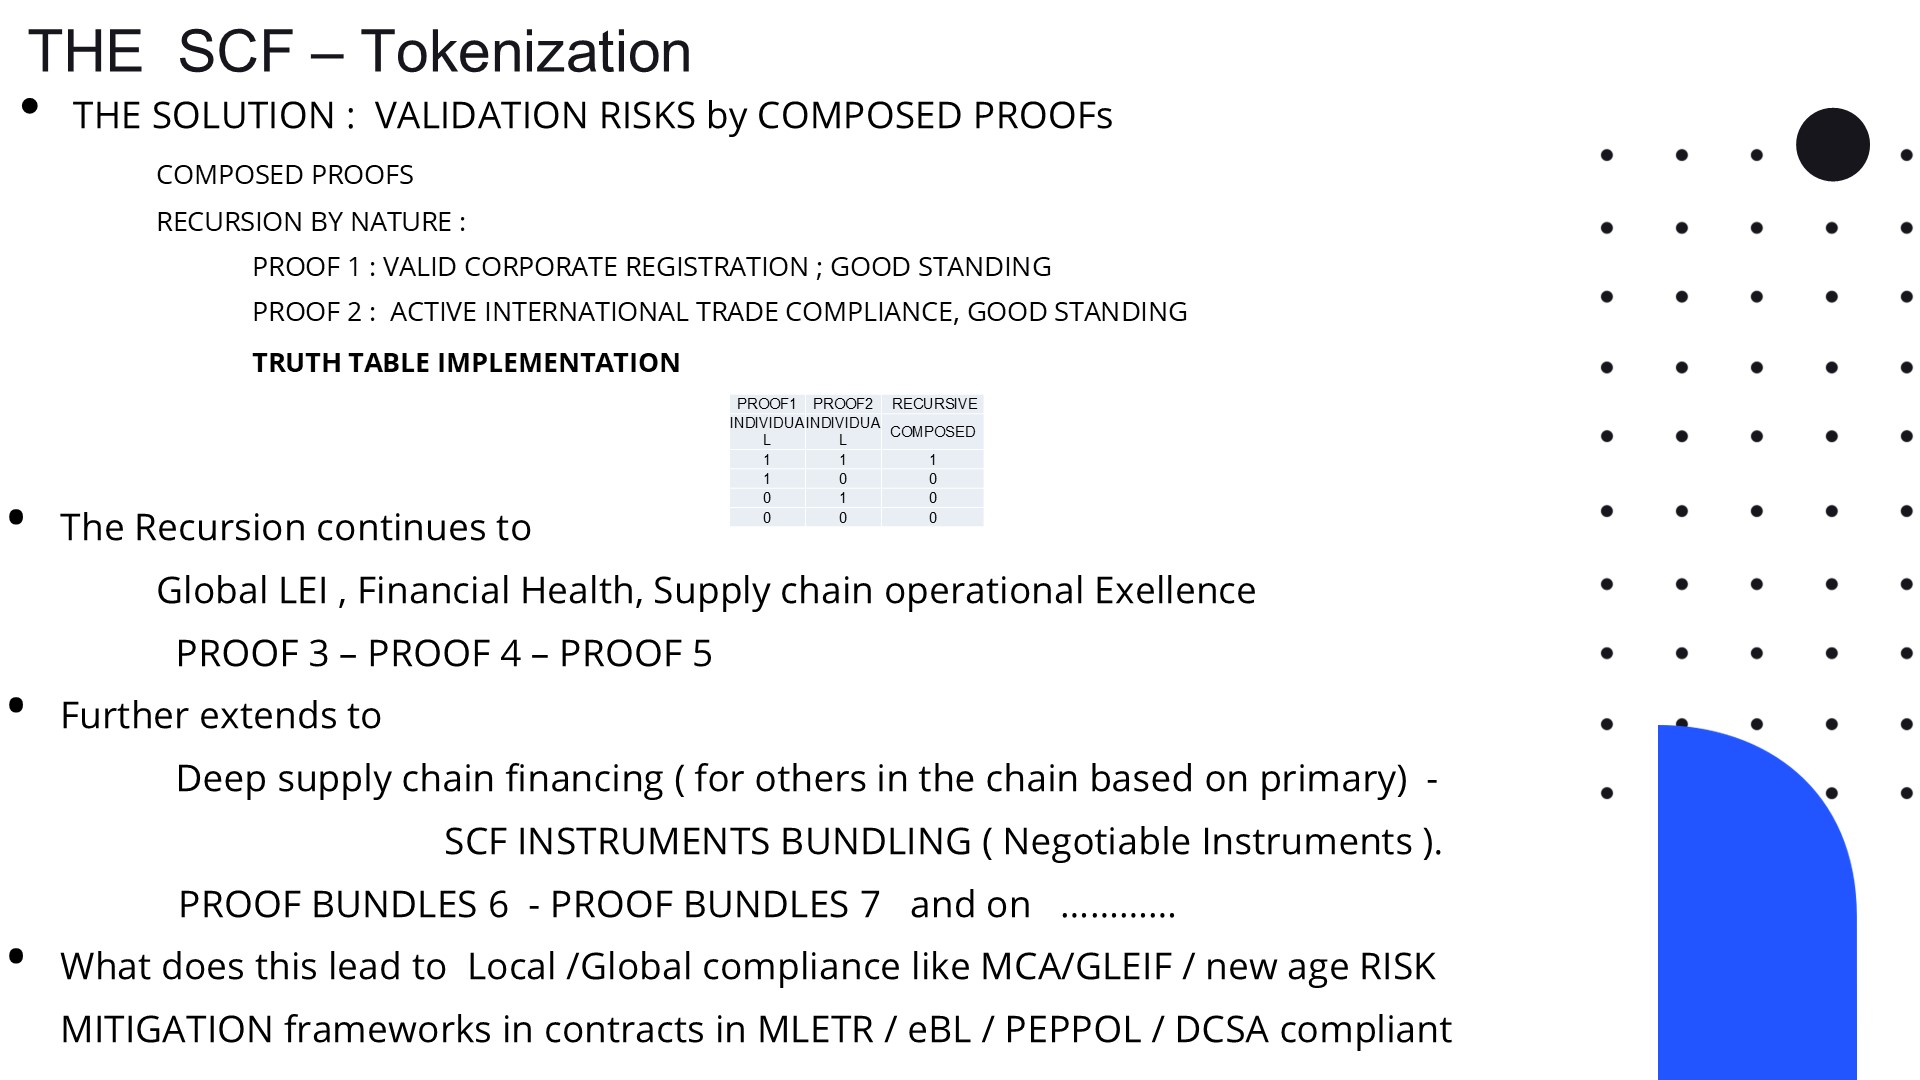 THE  SCF – Tokenization
• THE SOLUTION :  VALIDATION RISKS by COMPOSED PROOFs
COMPOSED PROOFS
RECURSION BY NATURE :
PROOF 1 : VALID CORPORATE REGISTRATION ; GOOD STANDING
PROOF 2 :  ACTIVE INTERNATIONAL TRADE COMPLIANCE, GOOD STANDING
TRUTH TABLE IMPLEMENTATION
PROOF1 PROOF2 RECURSIVE
INDIVIDUAL INDIVIDUAL COMPOSED
1 1 1
1 0 0
0 1 0
0 0 0
• The Recursion continues to
Global LEI , Financial Health, Supply chain operational Exellence
PROOF 3 – PROOF 4 – PROOF 5
• Further extends to
Deep supply chain financing ( for others in the chain based on primary)  -
SCF INSTRUMENTS BUNDLING ( Negotiable Instruments ).
PROOF BUNDLES 6  - PROOF BUNDLES 7   and on   …………
• What does this lead to  Local /Global compliance like MCA/GLEIF / new age RISK
MITIGATION frameworks in contracts in MLETR / eBL / PEPPOL / DCSA compliant